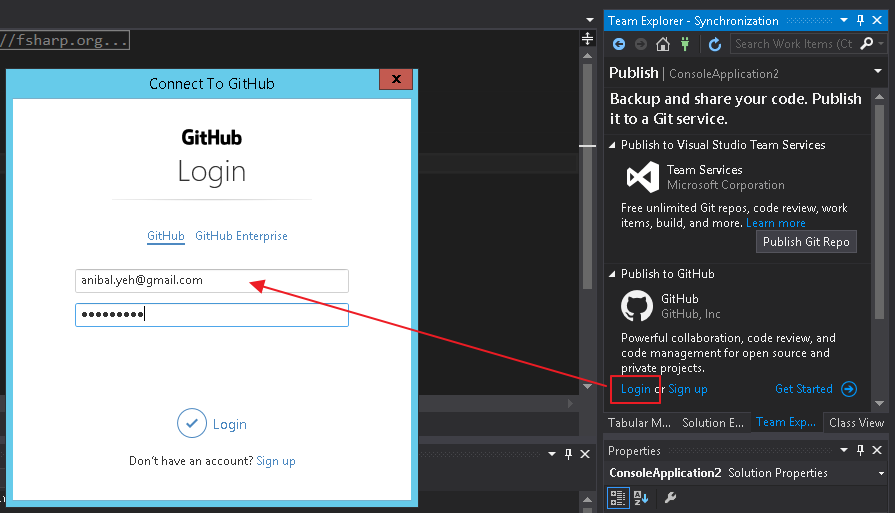 //fsharp.org...
Connect To GitHub
x
GitHub
Login
GitHub GitHub Enterprise
anibal.yeh@gmail.com
●●●●●●●●●
Login
Don't have an account? Sign up
Team Explorer - Synchronization
Search Work Items (Ct
Publish | ConsoleApplication2
Backup and share your code. Publish
it to a Git service.
Publish to Visual Studio Team Services
Team Services
Microsoft Corporation
Free unlimited Git repos, code review, work
items, build, and more. Learn more
Publish Git Repo
Publish to GitHub
GitHub
GitHub, Inc
Powerful collaboration, code review, and
code management for open source and
private projects.
Login or Sign up
Get Started
Tabular M... Solution E... Team Exp... Class View
Properties
ConsoleApplication2 Solution Properties